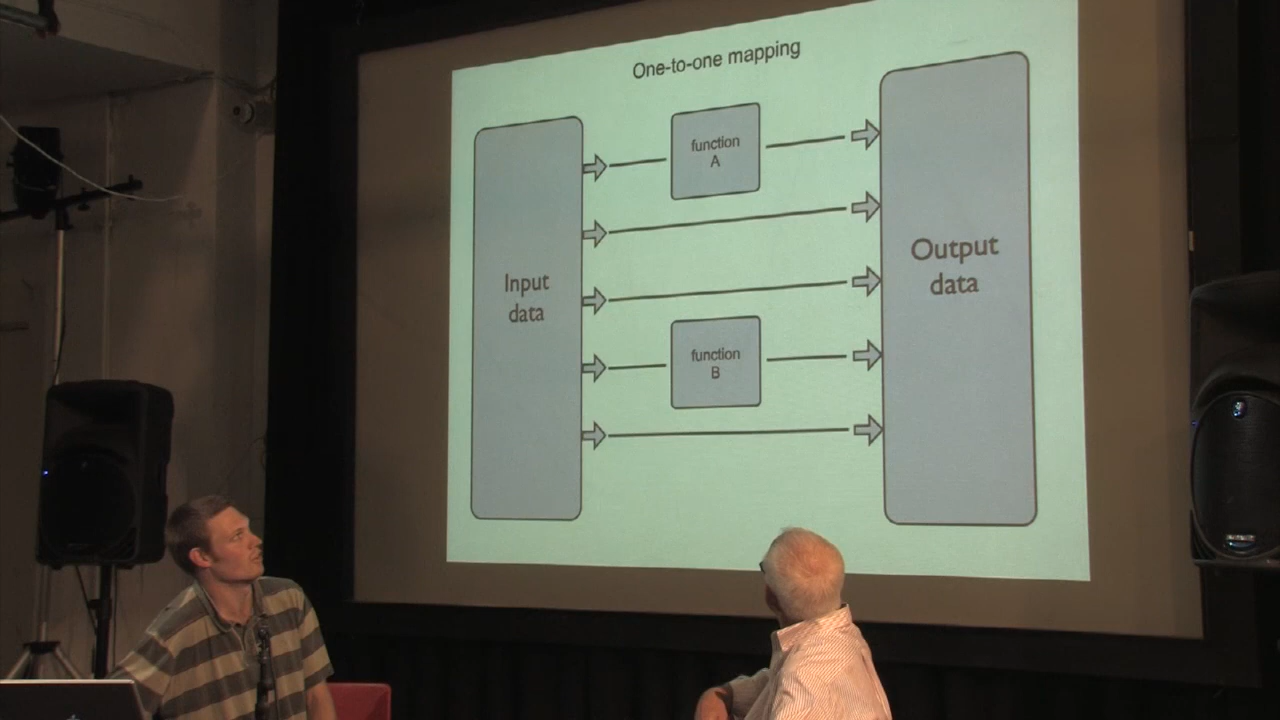 One-to-one mapping
function
A
Input
data
Output
data
function
B